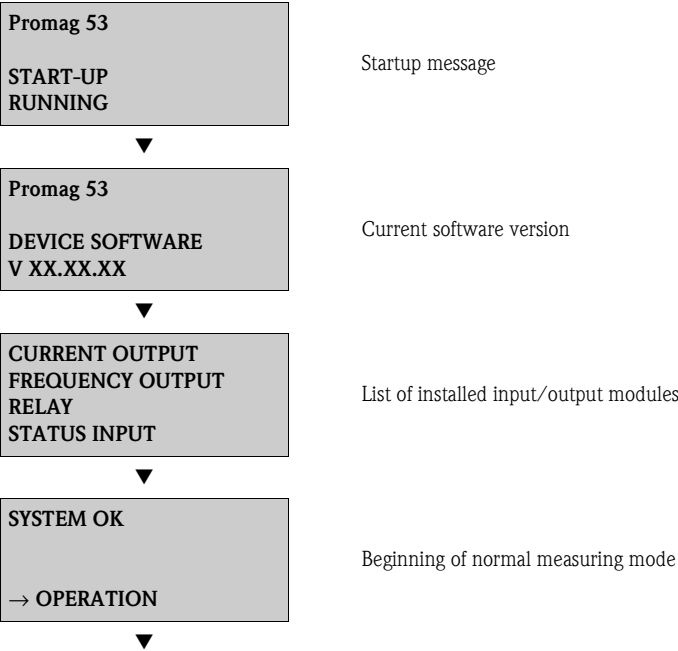 Promag 53
START-UP
RUNNING
Startup message
▼
Promag 53
DEVICE SOFTWARE
V XX.XX.XX
Current software version
▼
CURRENT OUTPUT
FREQUENCY OUTPUT
RELAY
STATUS INPUT
List of installed input/output modules
▼
SYSTEM OK
→ OPERATION
Beginning of normal measuring mode
▼